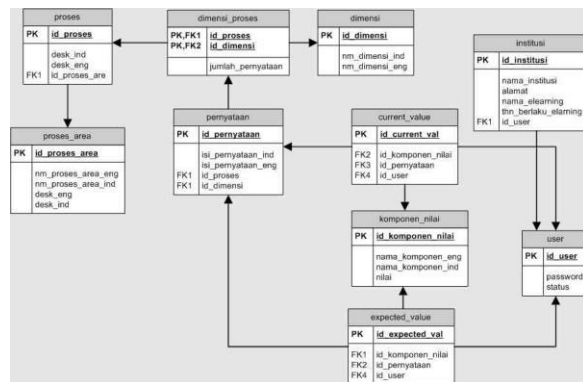 proses
PK id_proses
desk_ind
desk_eng
FK1 id_proses_are
dimensi_proses
PK,FK1 id_proses
PK,FK2 id_dimensi
jumlah_pernyataan
dimensi
PK id_dimensi
nm_dimensi_ind
nm_dimensi_eng
institusi
PK id_institusi
nama_institusi
alamat
nama_elearning
thn_berlaku_elarning
FK1 id_user
proses_area
PK id_proses_area
nm_proses_area_eng
nm_proses_area_ind
desk_eng
desk_ind
pernyataan
PK id_pernyataan
isi_pernyataan_ind
isi_pernyataan_eng
FK1 id_proses
FK1 id_dimensi
current_value
PK id_current_val
FK2 id_komponen_nilai
FK3 id_pernyataan
FK4 id_user
komponen_nilai
PK id_komponen_nilai
nama_komponen_eng
nama_komponen_ind
nilai
user
PK id_user
password
status
expected_value
PK id_expected_val
FK1 id_komponen_nilai
FK2 id_pernyataan
FK4 id_user